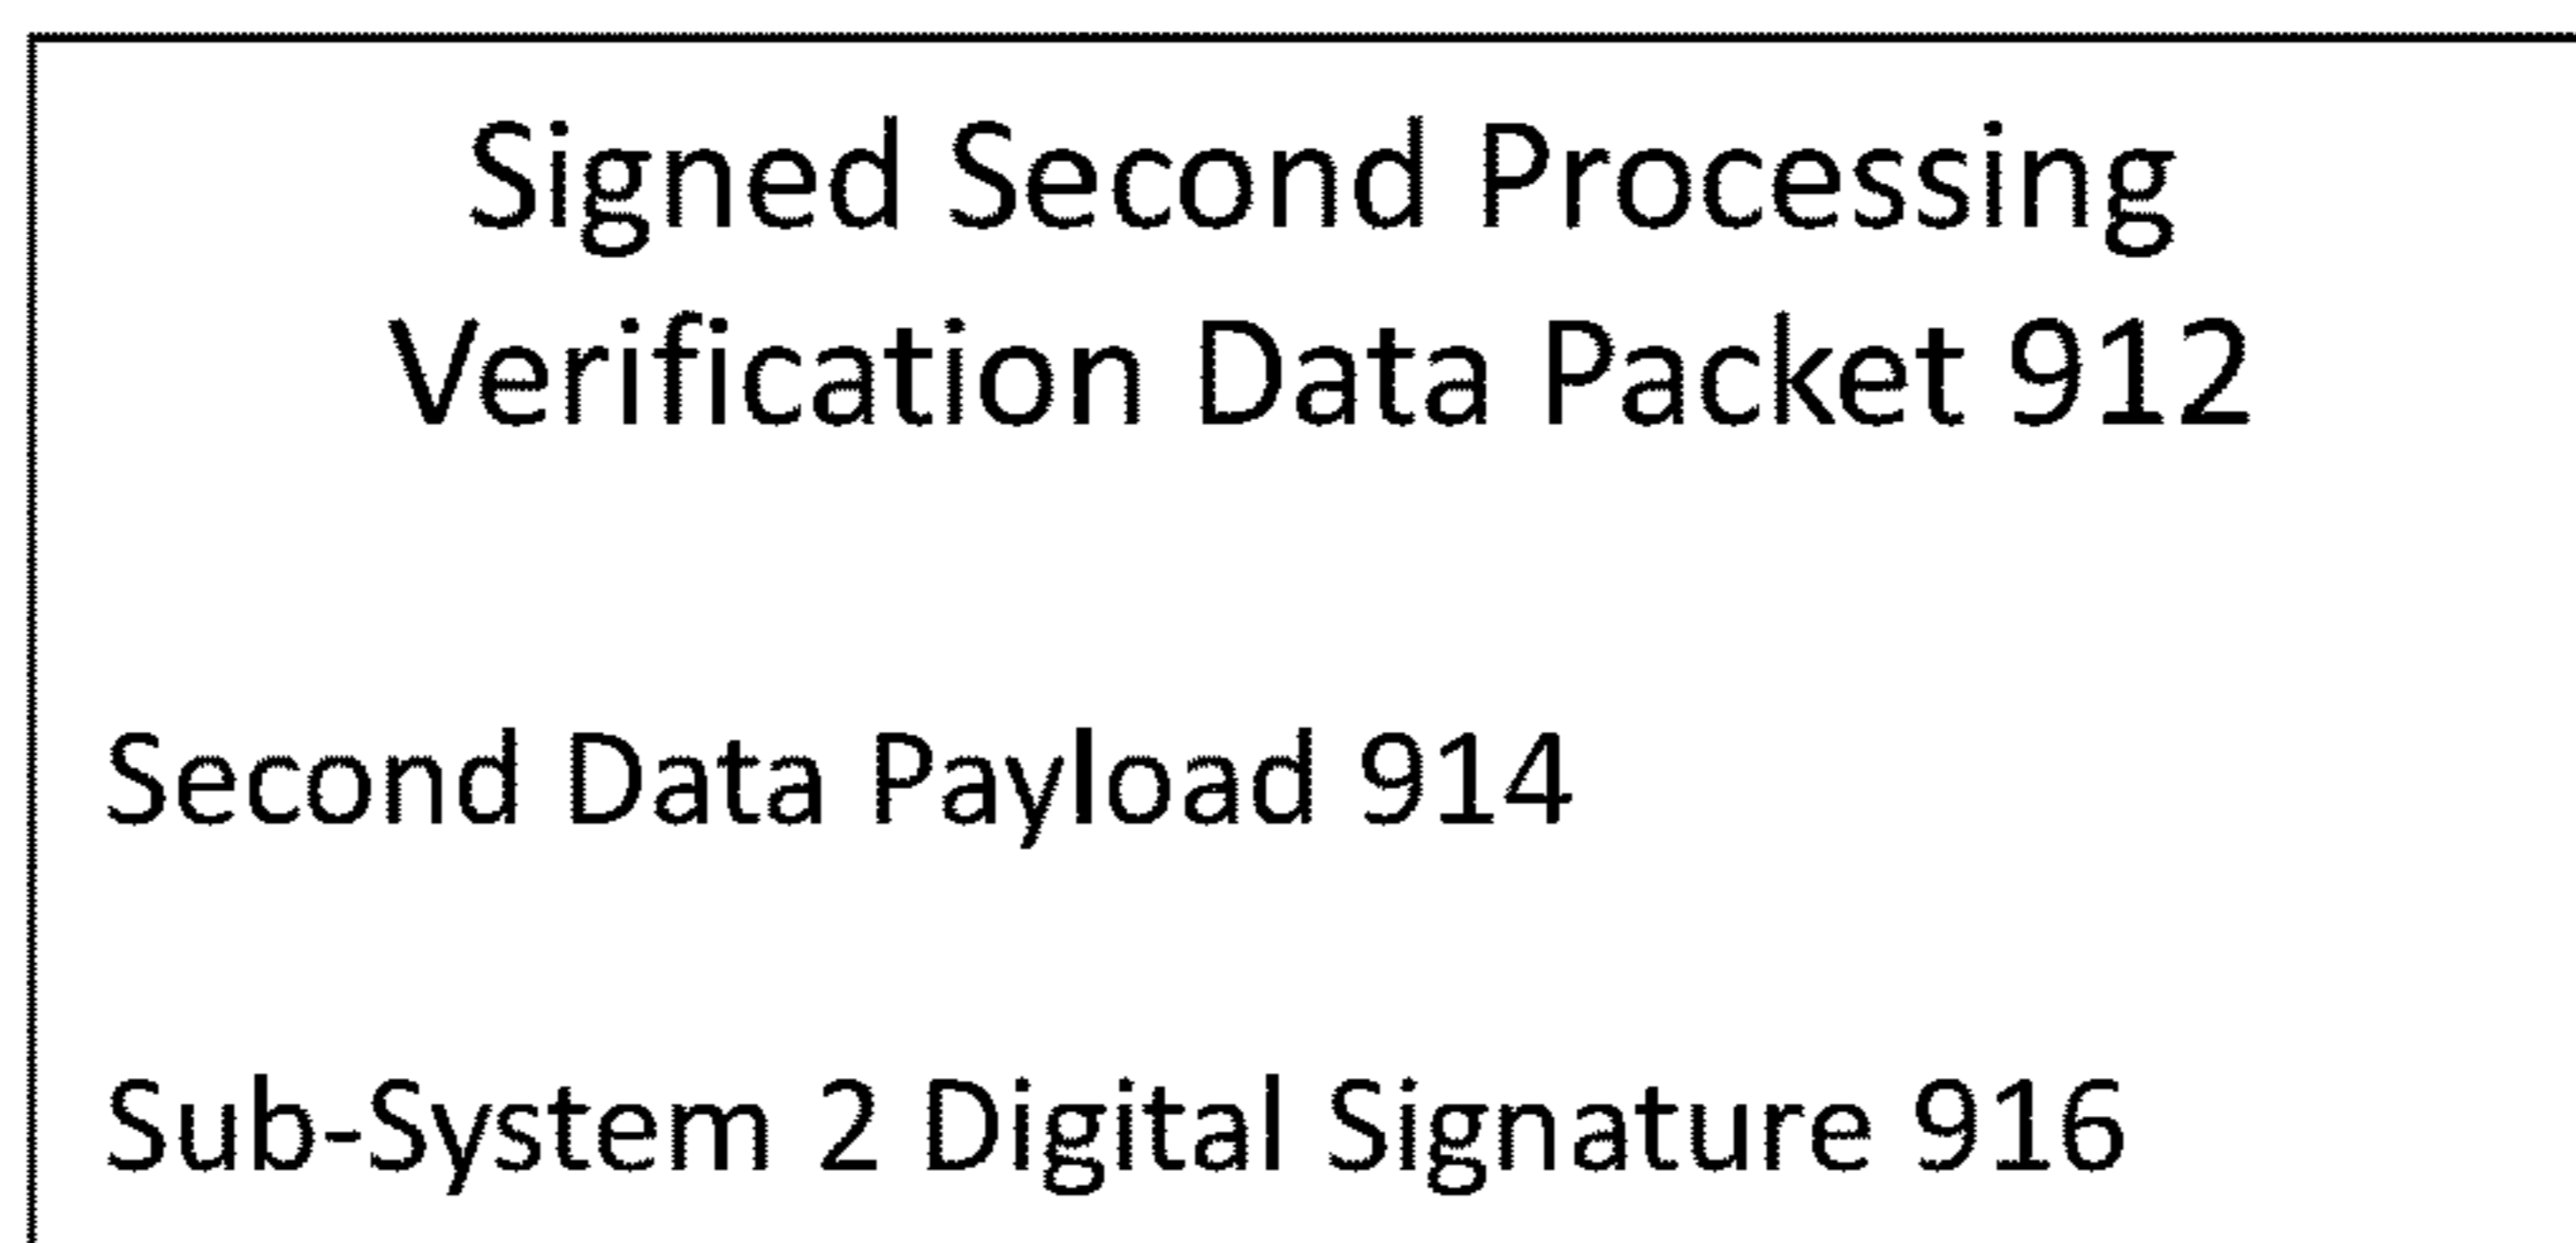 Signed Second Processing
Verification Data Packet 912
Second Data Payload 914
Sub-System 2 Digital Signature 916